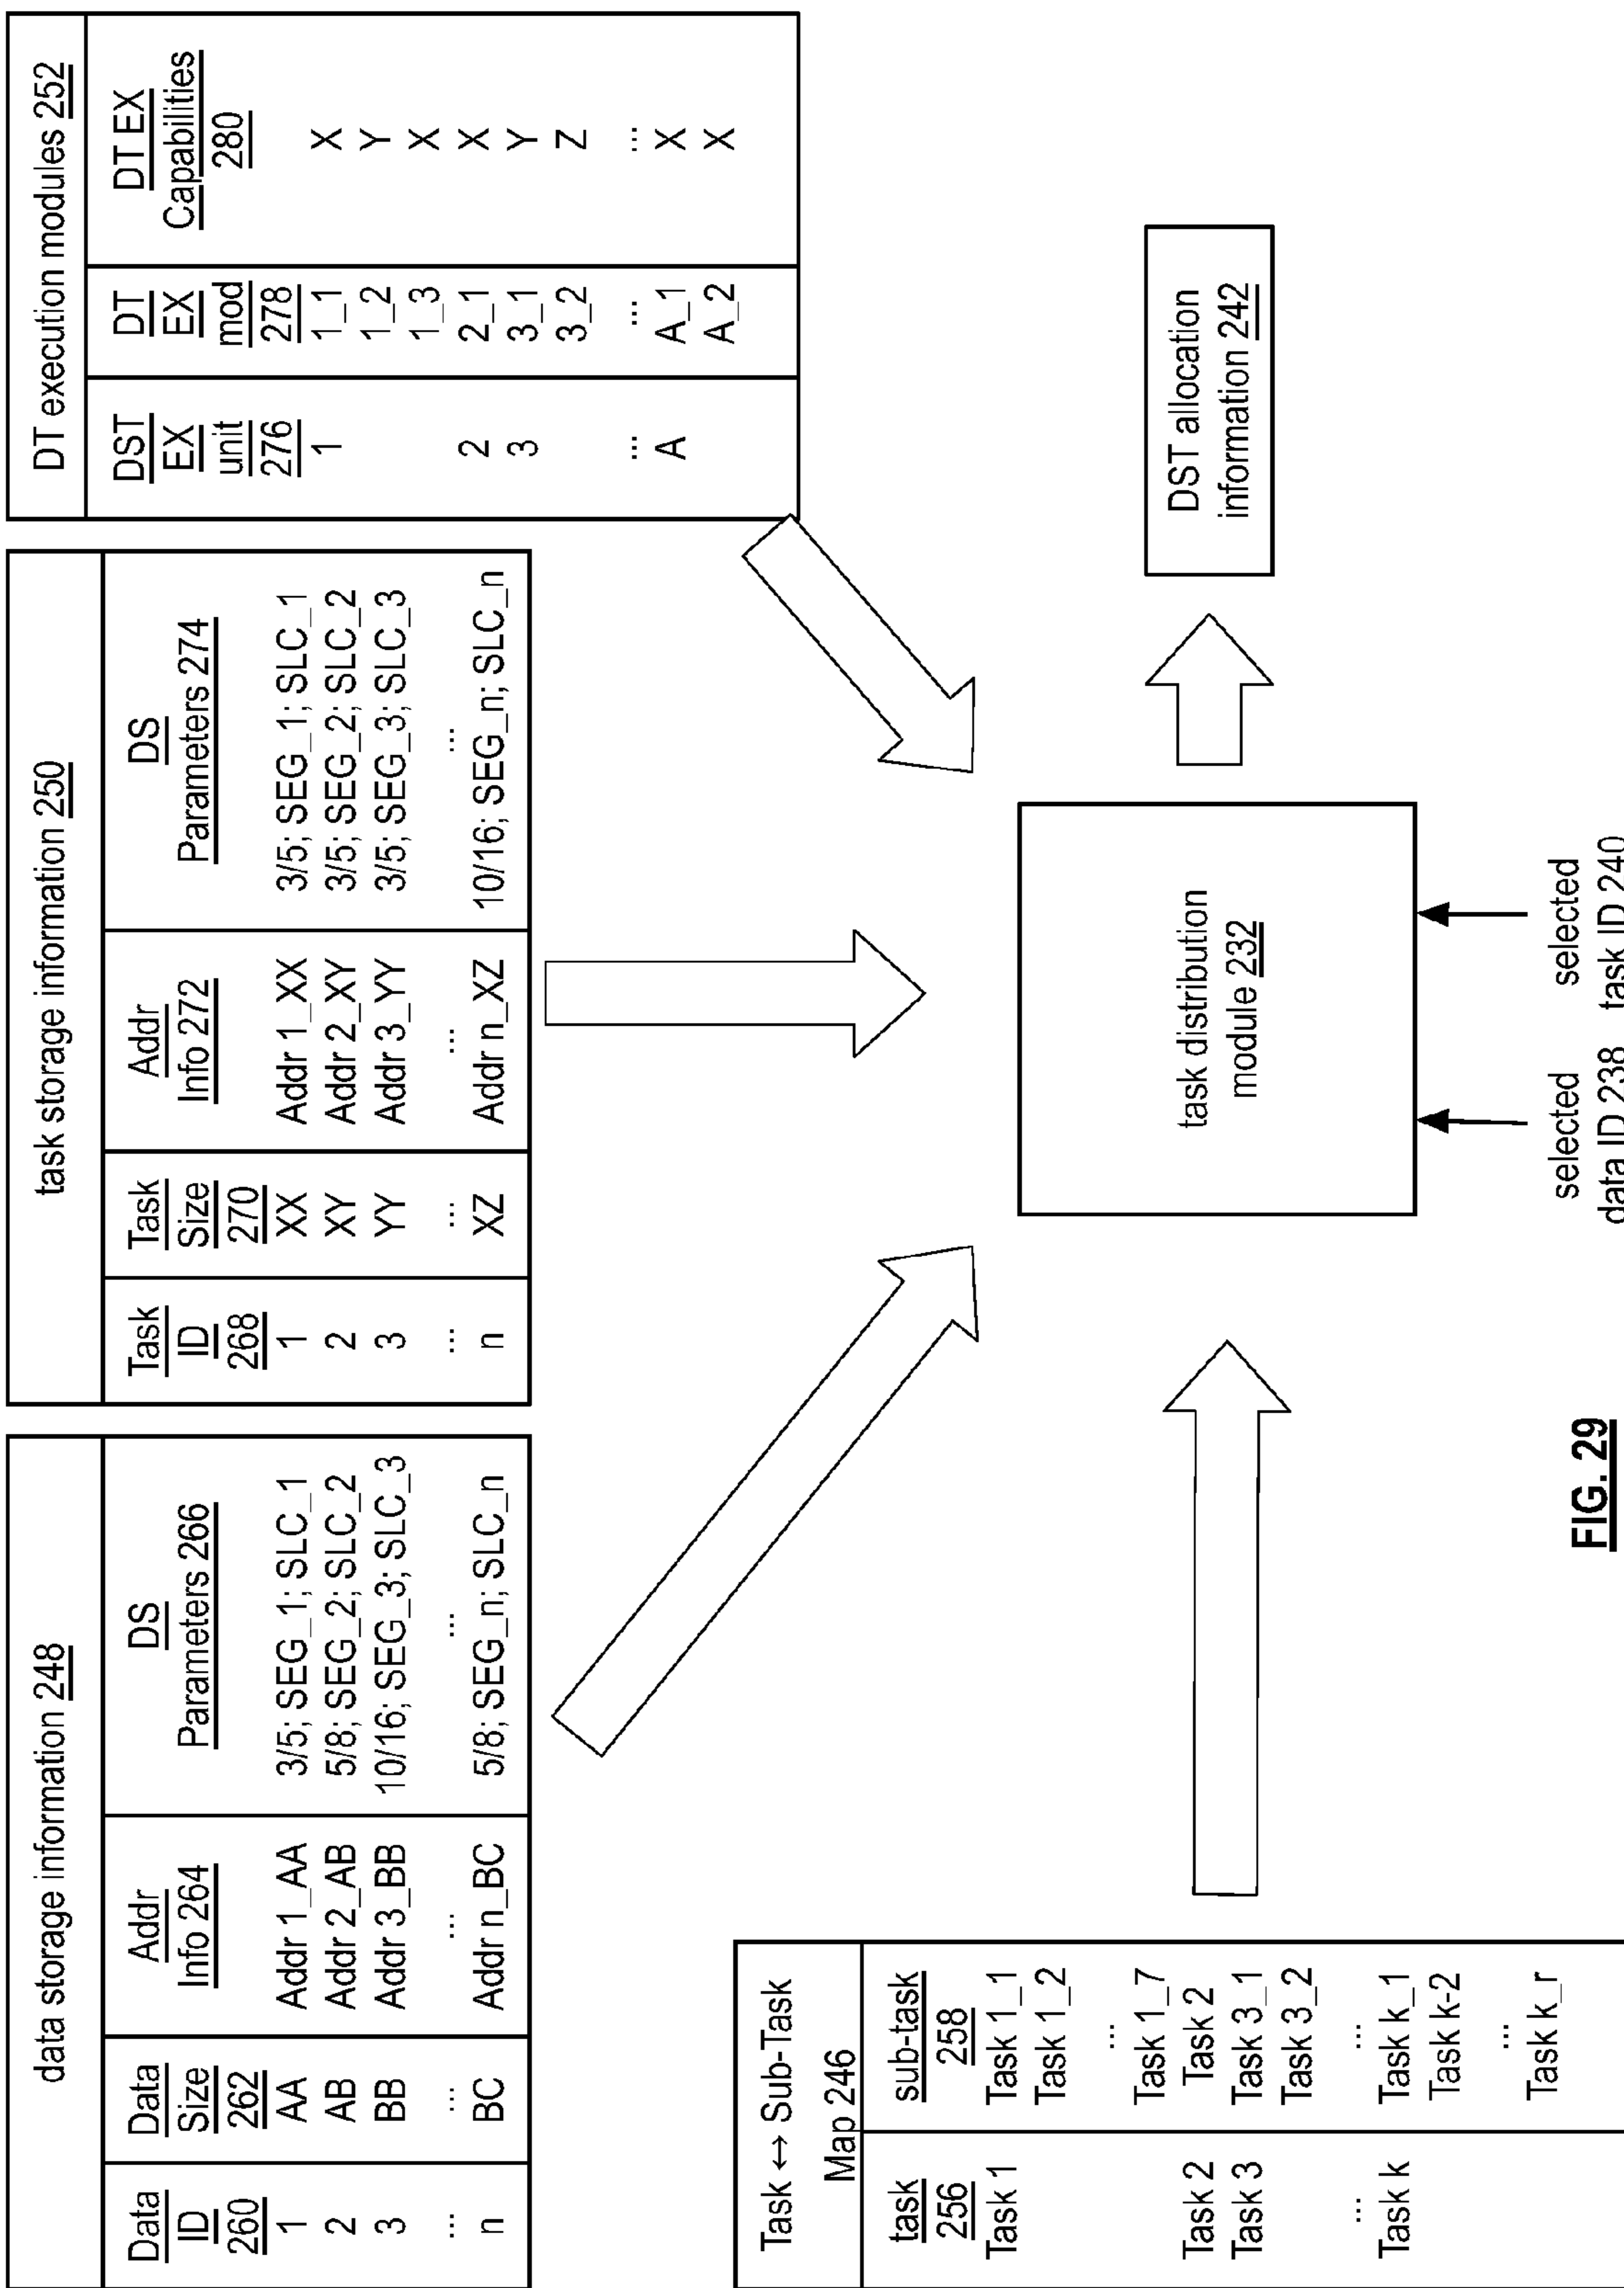 data storage information 248
Data ID 260 | Data Size 262 | Addr Info 264 | DS Parameters 266
1 | AA | Addr 1_AA | 3/5; SEG_1; SLC_1
2 | AB | Addr 2_AB | 5/8; SEG_2; SLC_2
3 | BB | Addr 3_BB | 10/16; SEG_3; SLC_3
... | ... | ... | ...
n | BC | Addr n_BC | 5/8; SEG_n; SLC_n
task storage information 250
Task ID 268 | Task Size 270 | Addr Info 272 | DS Parameters 274
1 | XX | Addr 1_XX | 3/5; SEG_1; SLC_1
2 | XY | Addr 2_XY | 3/5; SEG_2; SLC_2
3 | YY | Addr 3_YY | 3/5; SEG_3; SLC_3
... | ... | ... | ...
n | XZ | Addr n_XZ | 10/16; SEG_n; SLC_n
DT execution modules 252
DST EX unit 276 | DT EX mod 278 | DT EX Capabilities 280
1 | 1_1 | X
1_2 | Y
1_3 | X
2 | 2_1 | X
3 | 3_1 | Y
3_2 | Z
... | ... | ...
A | A_1 | X
A_2 | X
Task ↔ Sub-Task
Map 246
task 256 | sub-task 258
Task 1 | Task 1_1
Task 1_2
...
Task 1_7
Task 2 | Task 2
Task 3 | Task 3_1
Task 3_2
... | ...
Task k | Task k_1
Task k-2
...
Task k_r
task distribution
module 232
DST allocation
information 242
selected
data ID 238
selected
task ID 240
FIG. 29